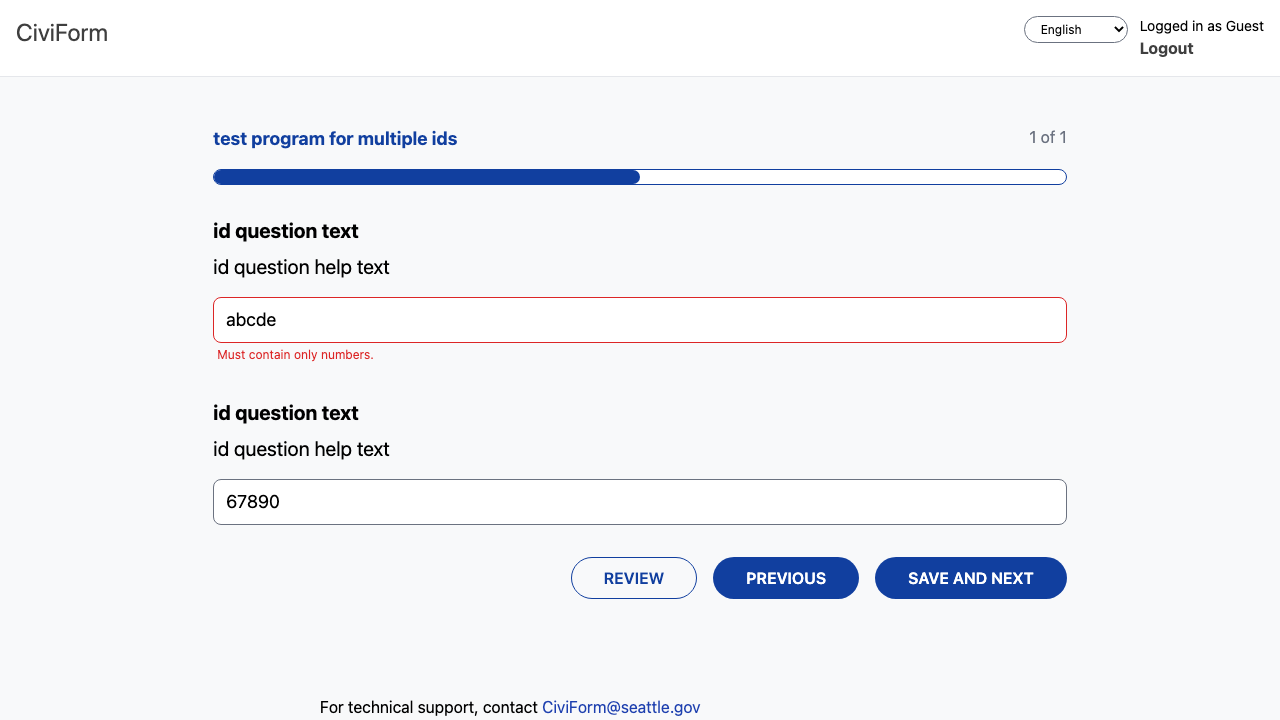 CiviForm
English
Logged in as Guest
Logout
test program for multiple ids
1 of 1
id question text
id question help text
abcde
Must contain only numbers.
id question text
id question help text
67890
REVIEW
PREVIOUS
SAVE AND NEXT
For technical support, contact CiviForm@seattle.gov